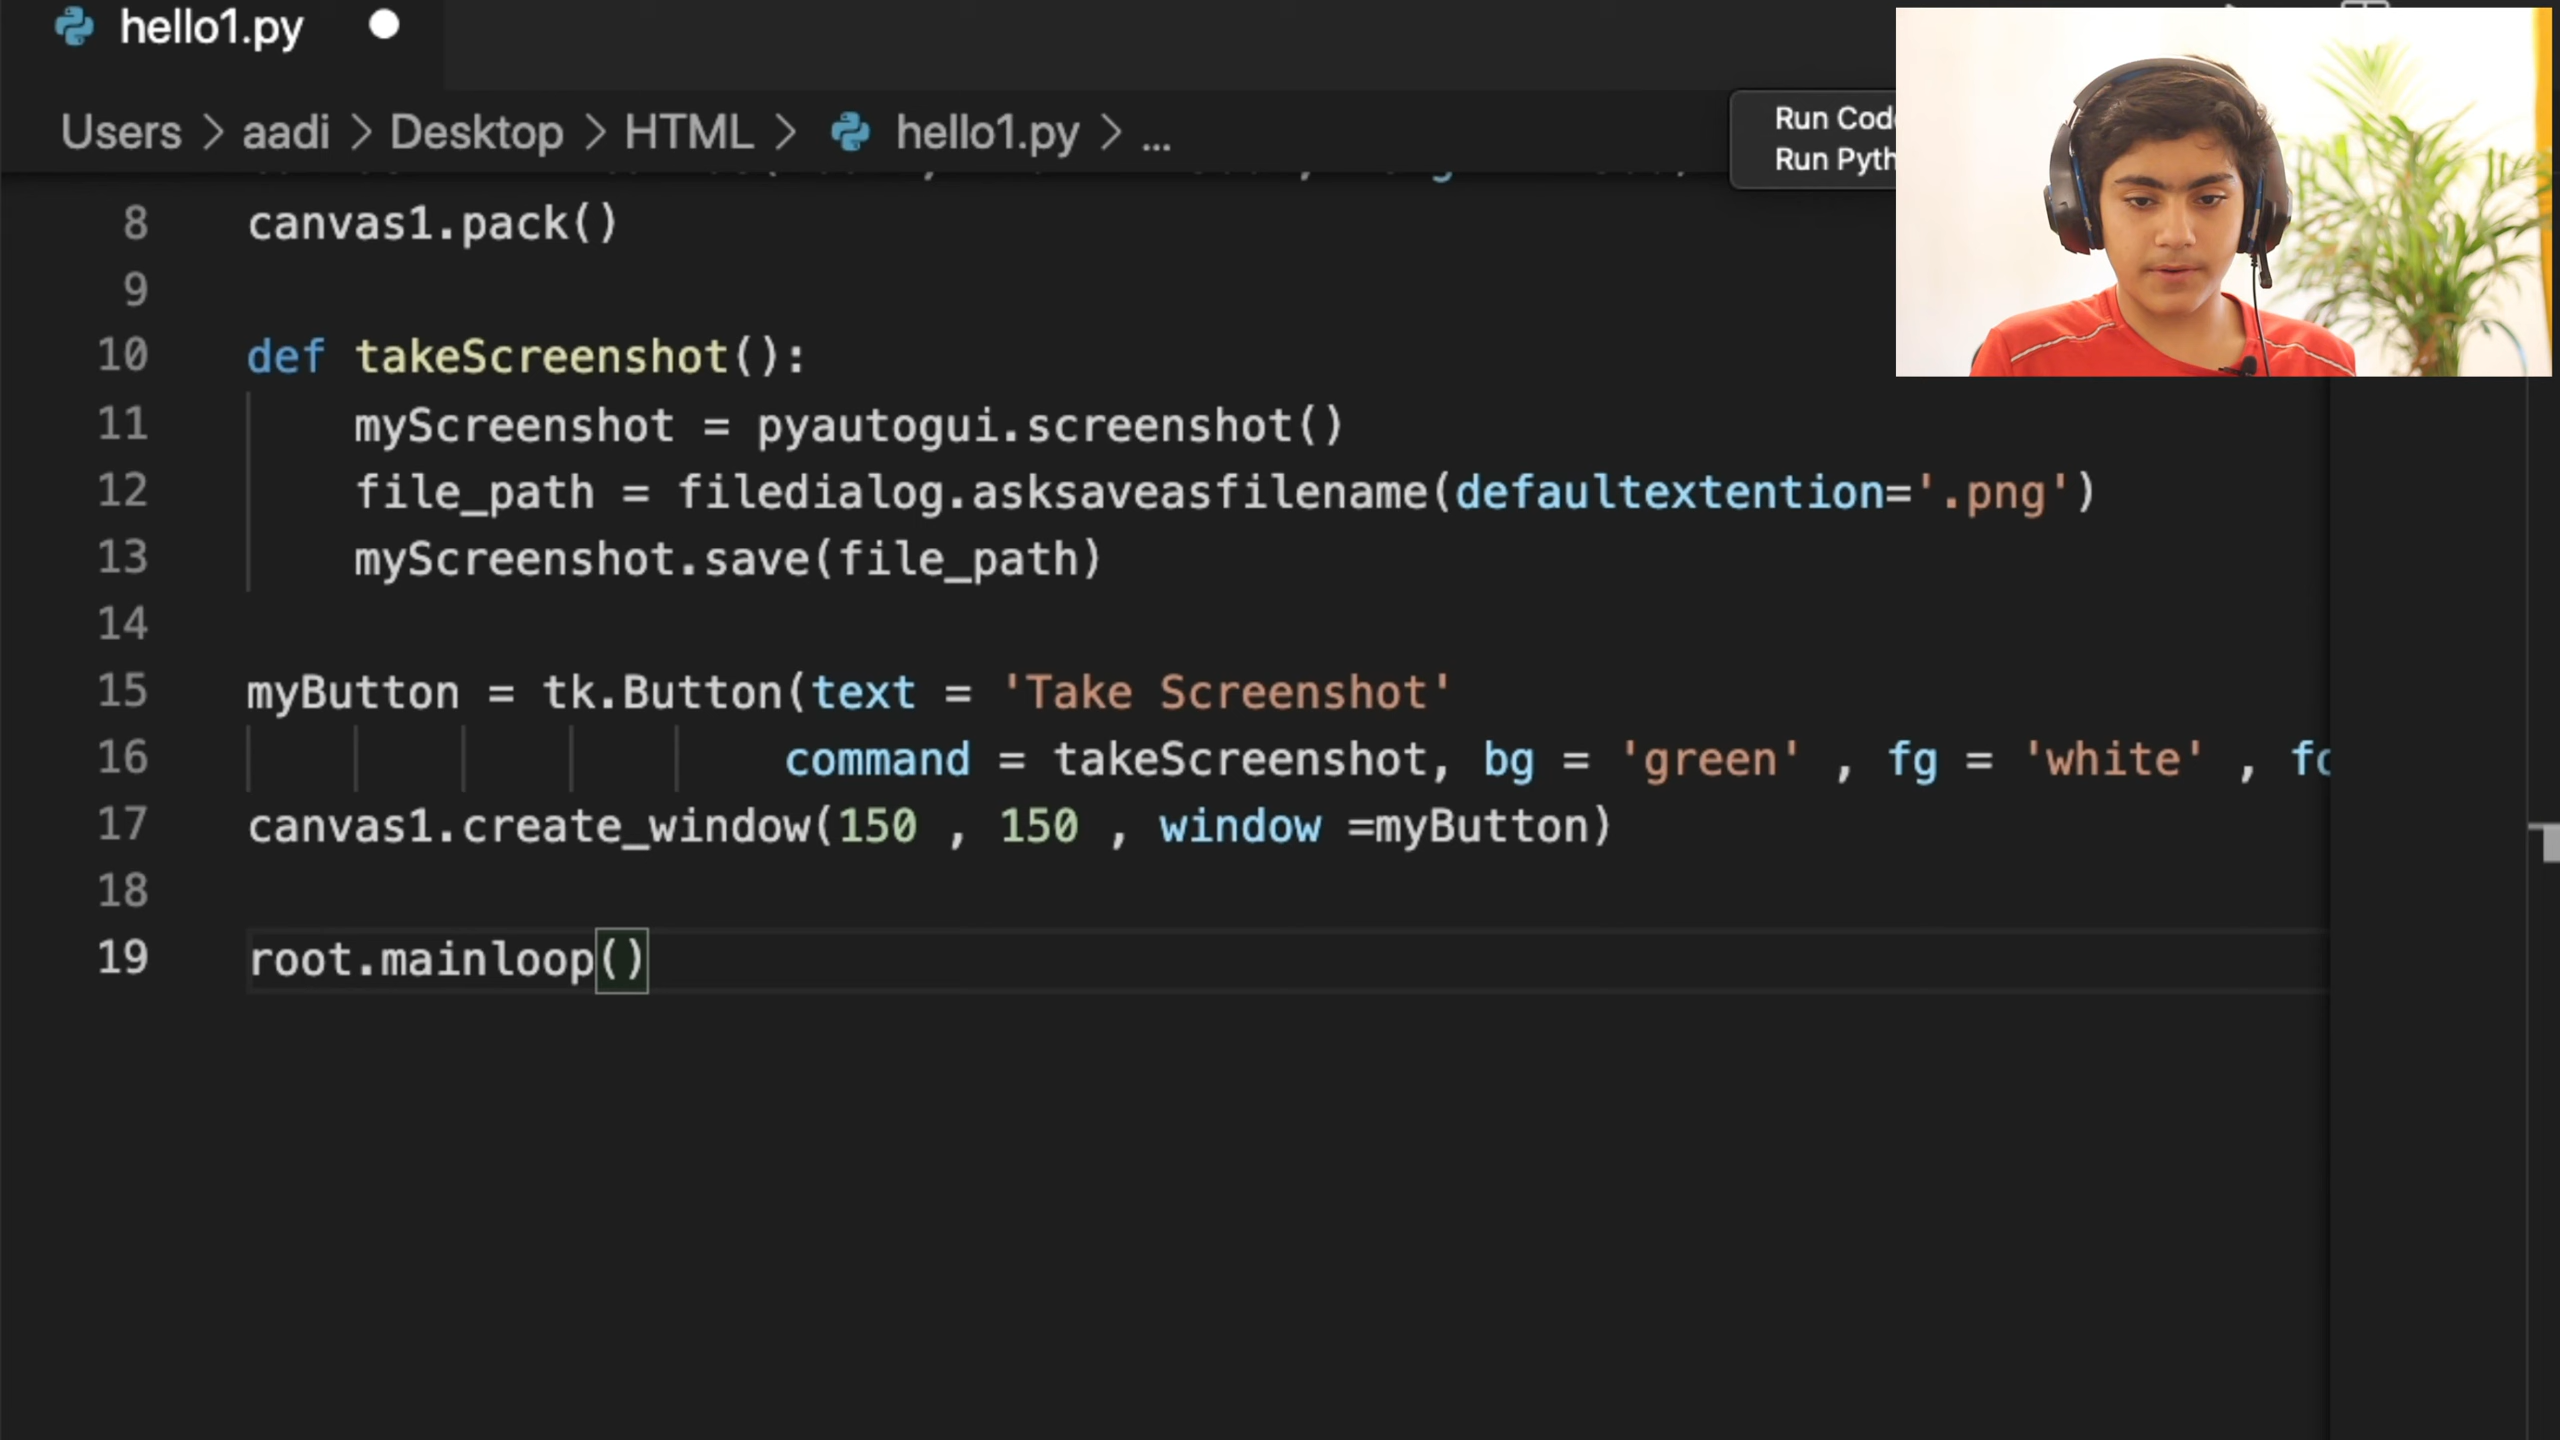 hello1.py
Users > aadi > Desktop > HTML > hello1.py > ...
Run Code
Run Pyth
8 canvas1.pack()
9
10 def takeScreenshot():
11 myScreenshot = pyautogui.screenshot()
12 file_path = filedialog.asksaveasfilename(defaultextention='.png')
13 myScreenshot.save(file_path)
14
15 myButton = tk.Button(text = 'Take Screenshot'
16 command = takeScreenshot, bg = 'green' , fg = 'white' , fo
17 canvas1.create_window(150 , 150 , window =myButton)
18
19 root.mainloop()